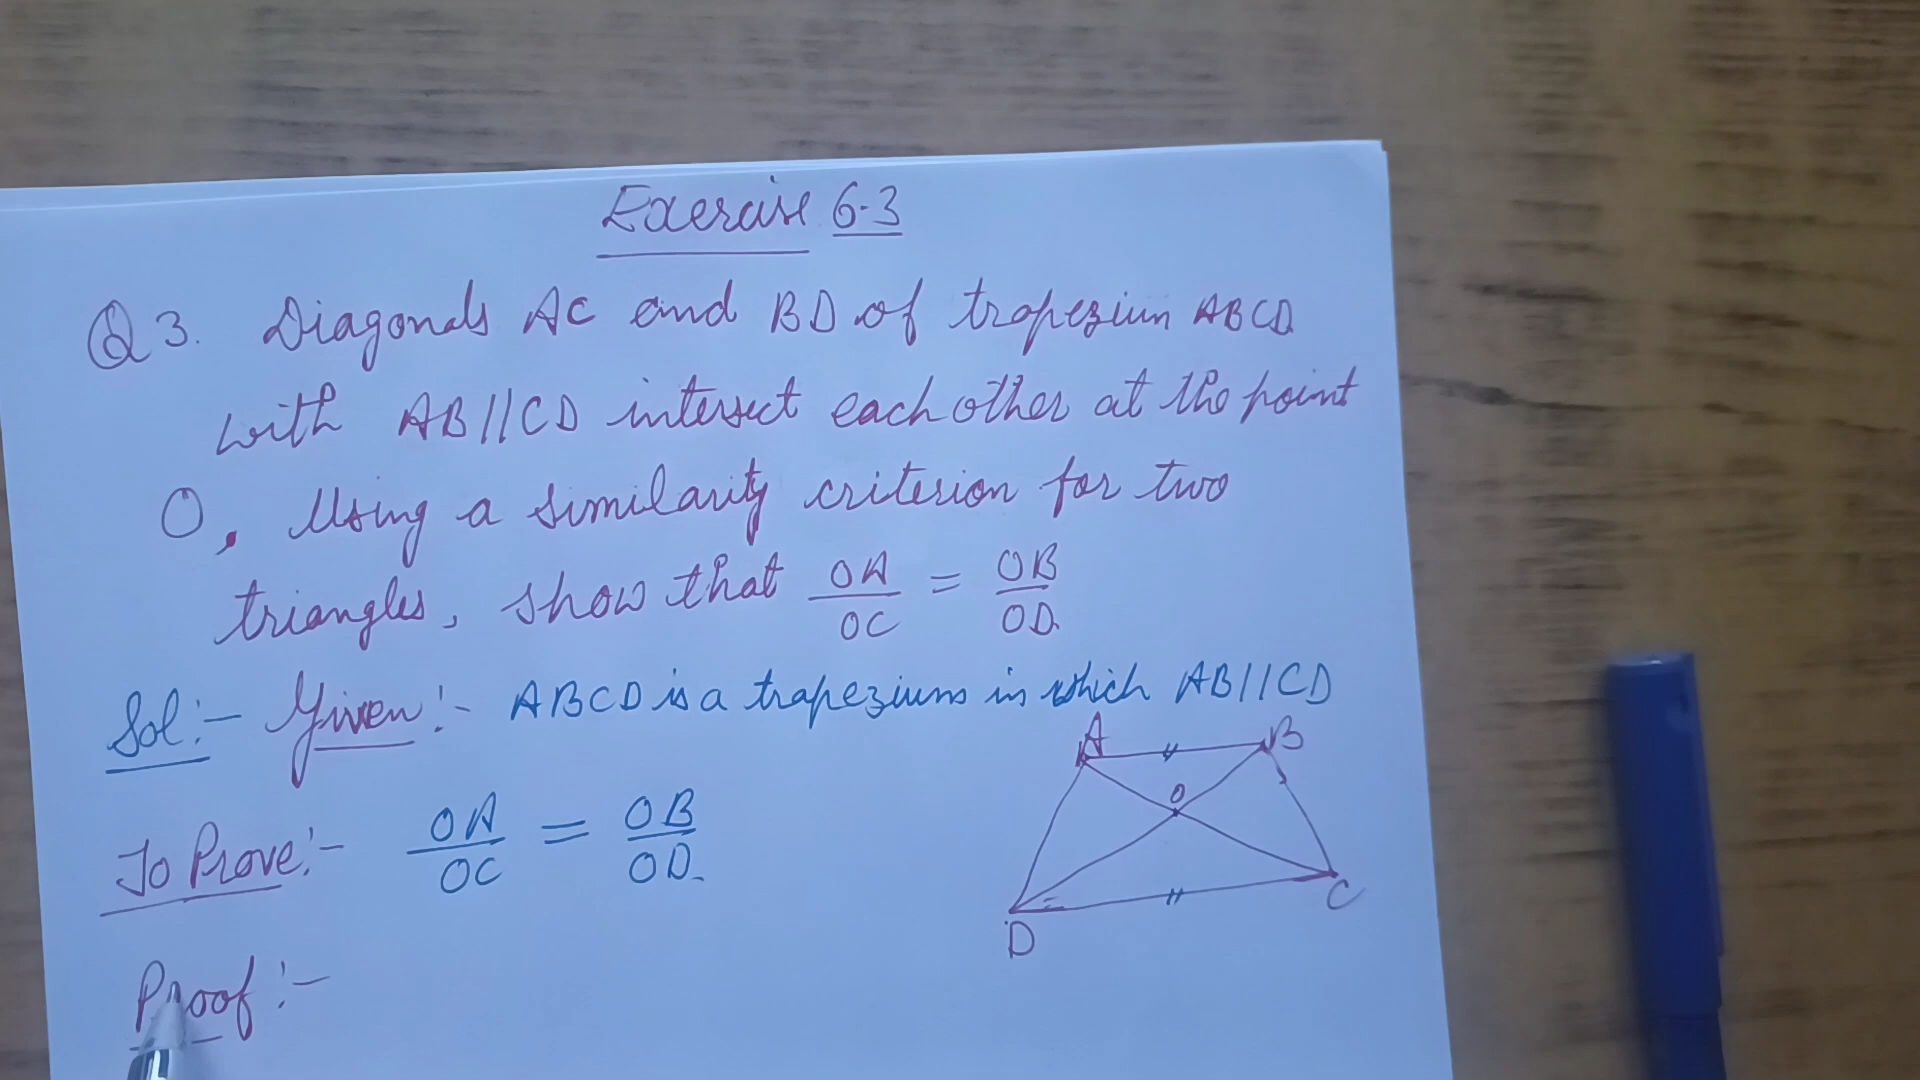 Exercise 6.3
Q3. Diagonals AC and BD of trapezium ABCD
with AB//CD intersect each other at the point
O, Using a similarity criterion for two
triangles, show that OA/OC = OB/OD.
Sol:- Given:- ABCD is a trapezium in which AB//CD
A B
O
To Prove:- OA/OC = OB/OD.
C
D
Proof:-